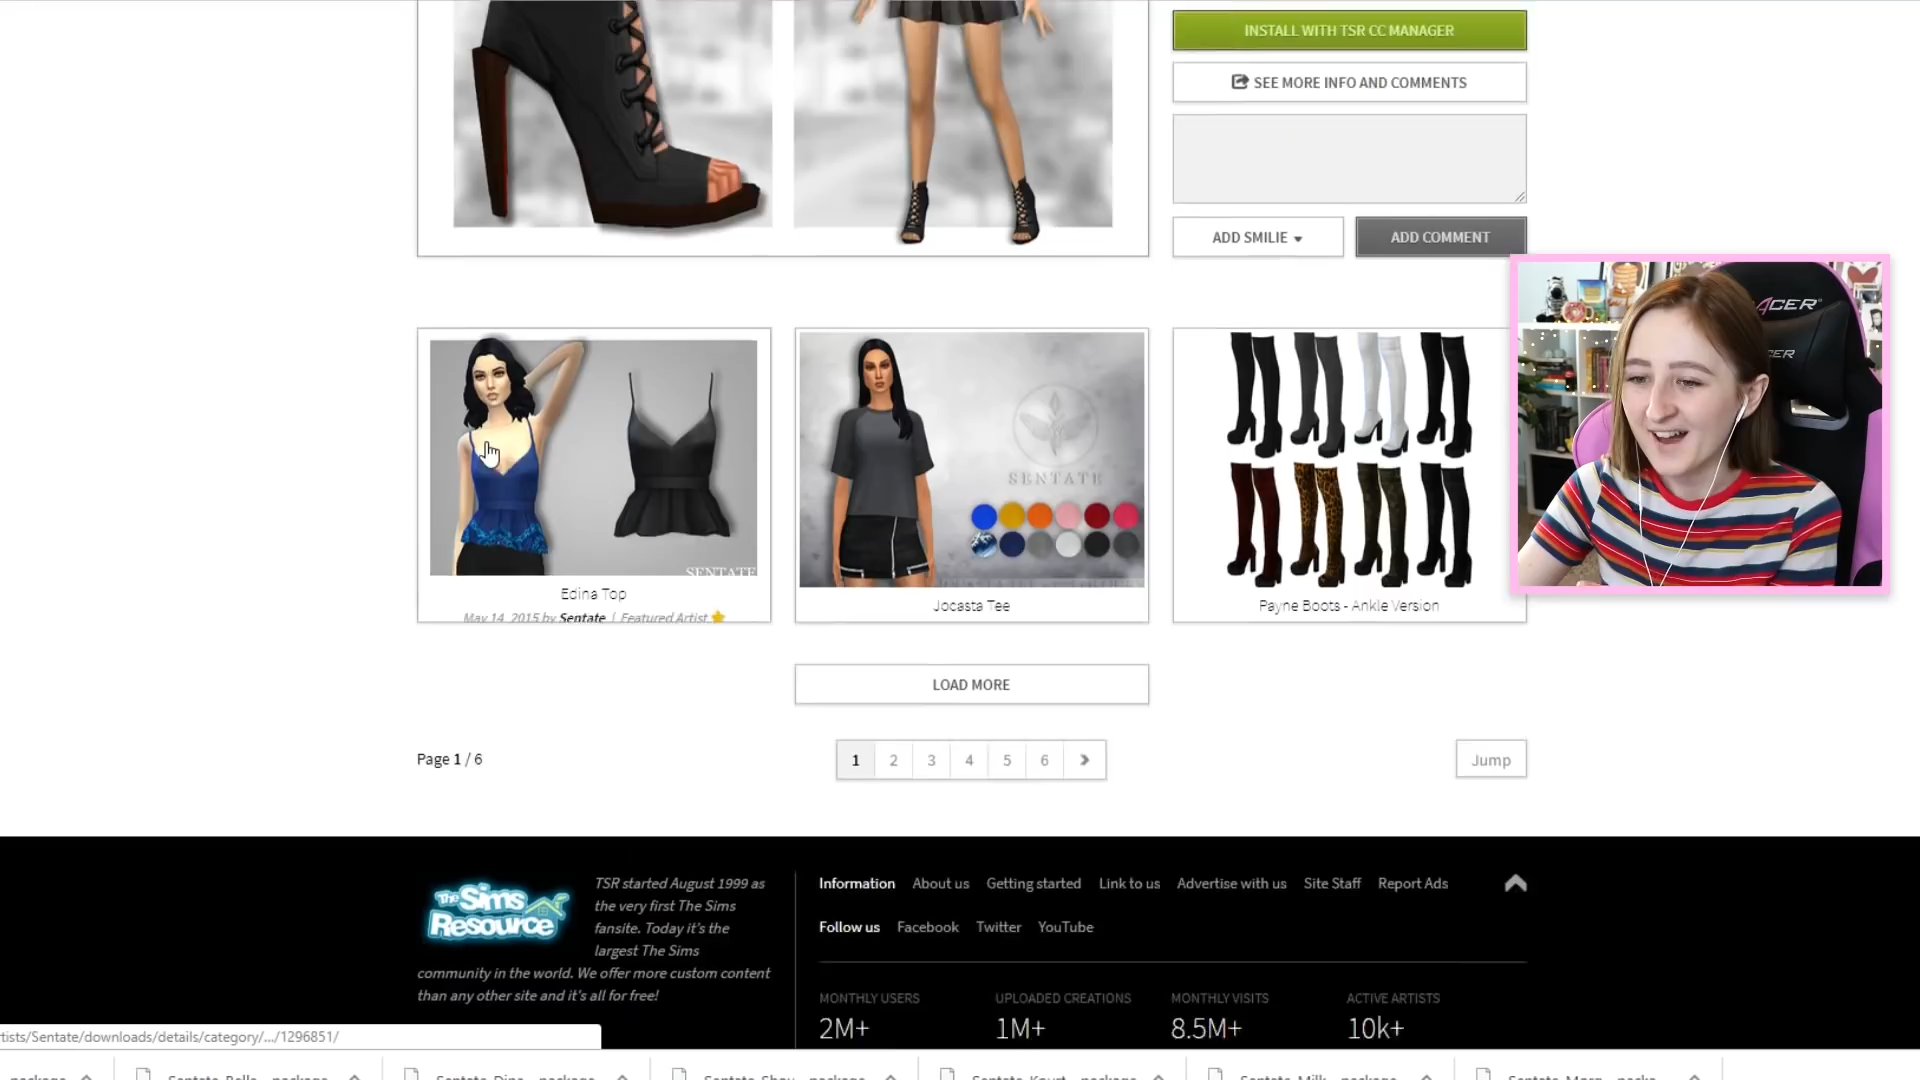 INSTALL WITH TSR CC MANAGER
SEE MORE INFO AND COMMENTS
ADD SMILIE
ADD COMMENT
SENTATE
SENTATE
Edina Top
May 14, 2015 by Sentate | Featured Artist
Jocasta Tee
Payne Boots - Ankle Version
LOAD MORE
Page 1 / 6
1 2 3 4 5 6
Jump
The Sims Resource
TSR started August 1999 as
the very first The Sims
fansite. Today it's the
largest The Sims
community in the world. We offer more custom content
than any other site and it's all for free!
Information About us Getting started Link to us Advertise with us Site Staff Report Ads
Follow us Facebook Twitter YouTube
MONTHLY USERS
2M+
UPLOADED CREATIONS
1M+
MONTHLY VISITS
8.5M+
ACTIVE ARTISTS
10k+
tists/Sentate/downloads/details/category/.../1296851/